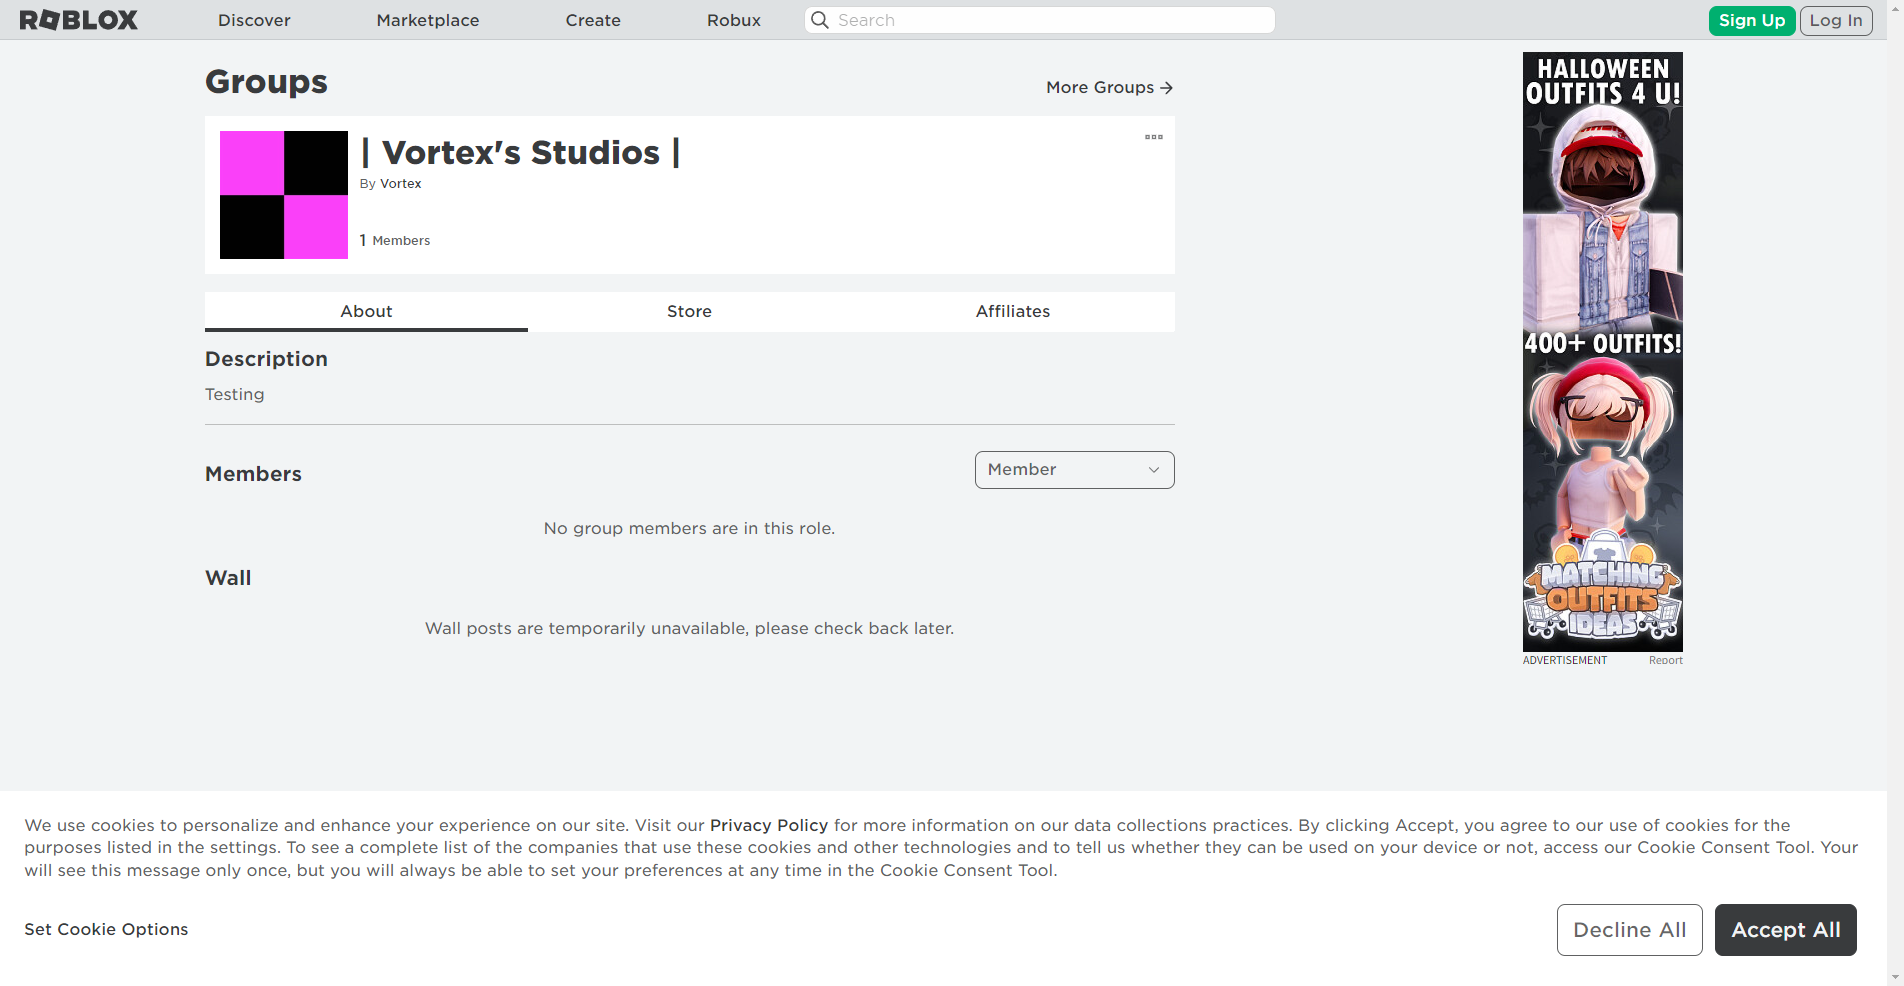 ROBLOX Discover Marketplace Create Robux Search Sign Up Log In
Groups
More Groups
| Vortex's Studios |
By Vortex
1 Members
About Store Affiliates
Description
Testing
Members
Member
No group members are in this role.
Wall
Wall posts are temporarily unavailable, please check back later.
HALLOWEEN
OUTFITS 4 U!
400+ OUTFITS!
MATCHING
OUTFITS
IDEAS
ADVERTISEMENT Report
We use cookies to personalize and enhance your experience on our site. Visit our Privacy Policy for more information on our data collections practices. By clicking Accept, you agree to our use of cookies for the
purposes listed in the settings. To see a complete list of the companies that use these cookies and other technologies and to tell us whether they can be used on your device or not, access our Cookie Consent Tool. Your
will see this message only once, but you will always be able to set your preferences at any time in the Cookie Consent Tool.
Set Cookie Options
Decline All Accept All